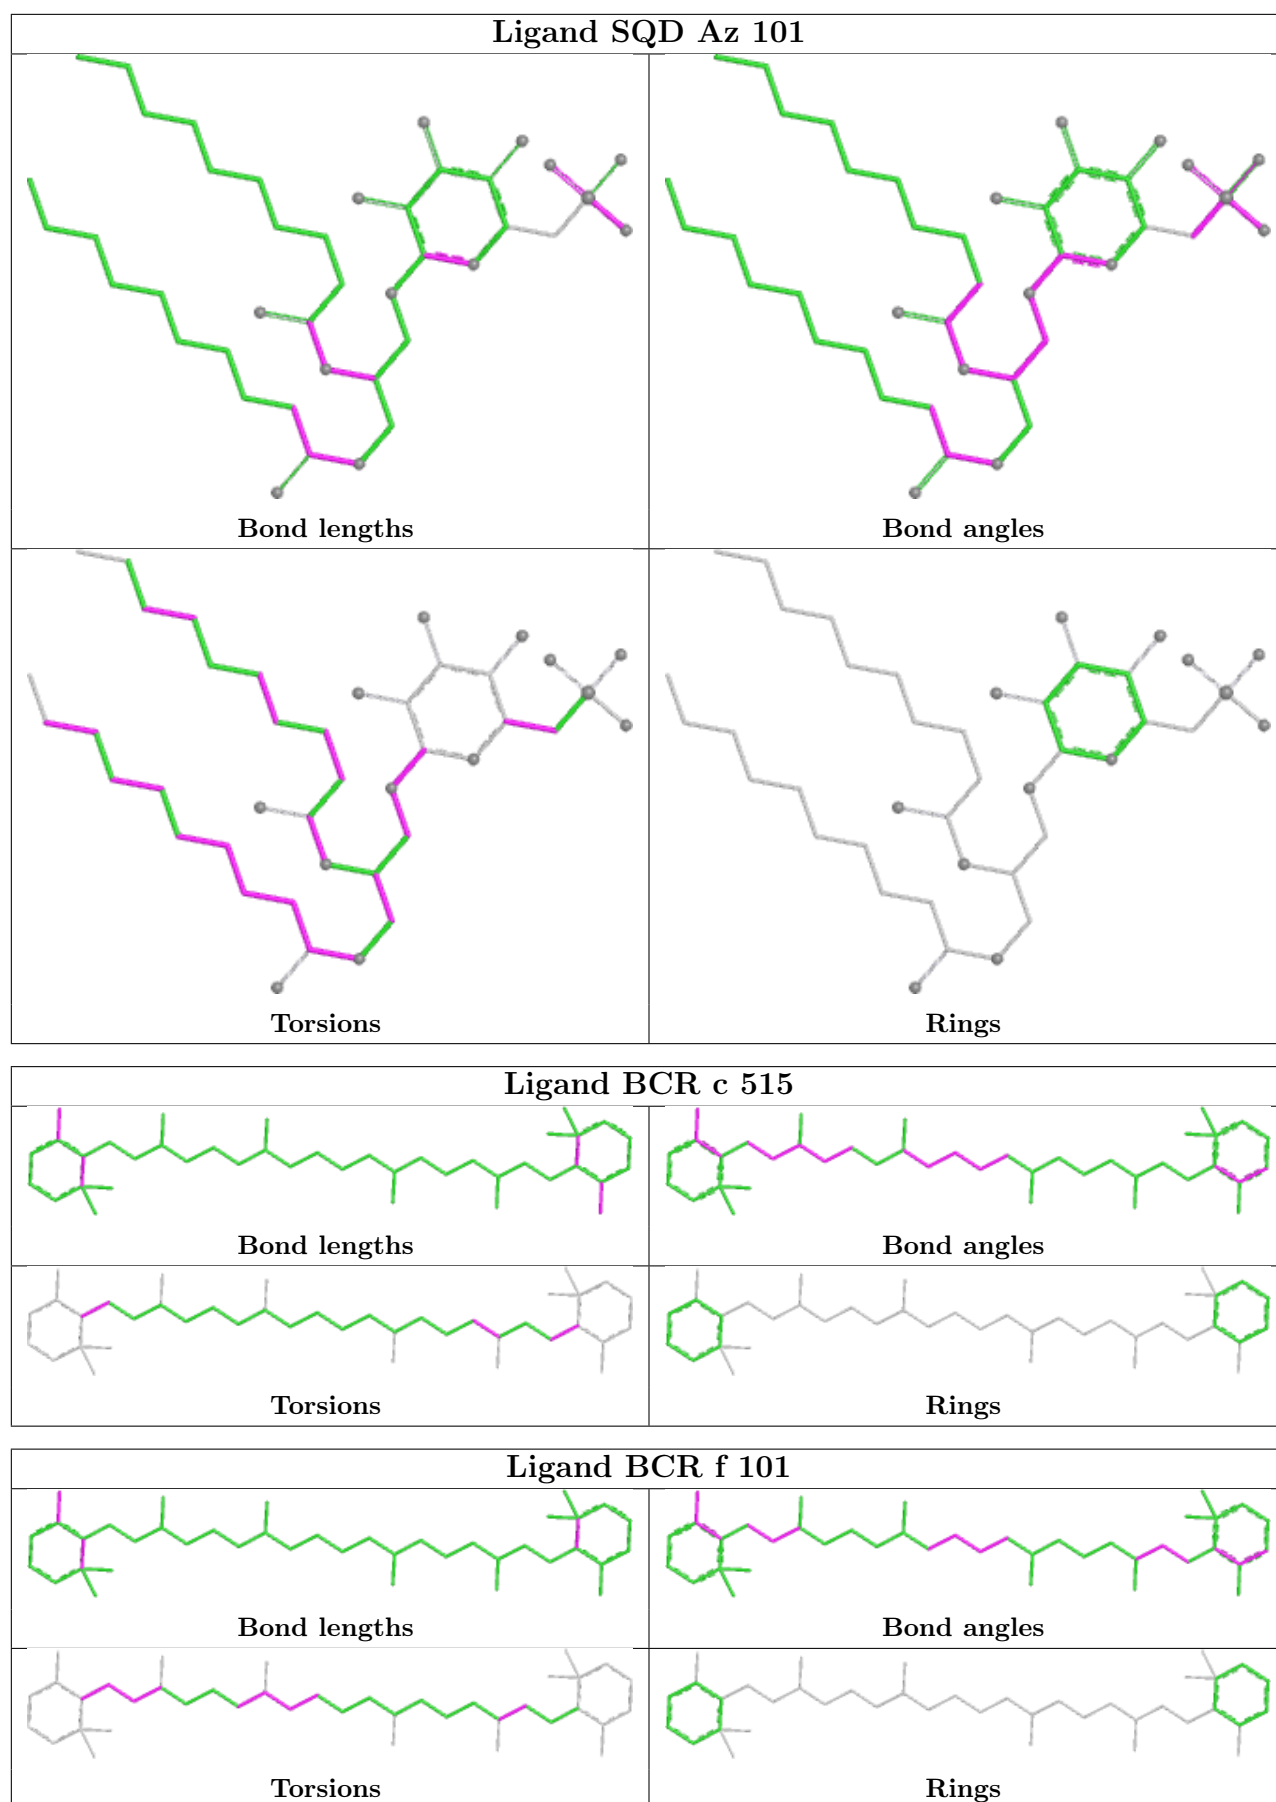 Ligand SQD Az 101
Bond lengths
Bond angles
Torsions
Rings
Ligand BCR c 515
Bond lengths
Bond angles
Torsions
Rings
Ligand BCR f 101
Bond lengths
Bond angles
Torsions
Rings